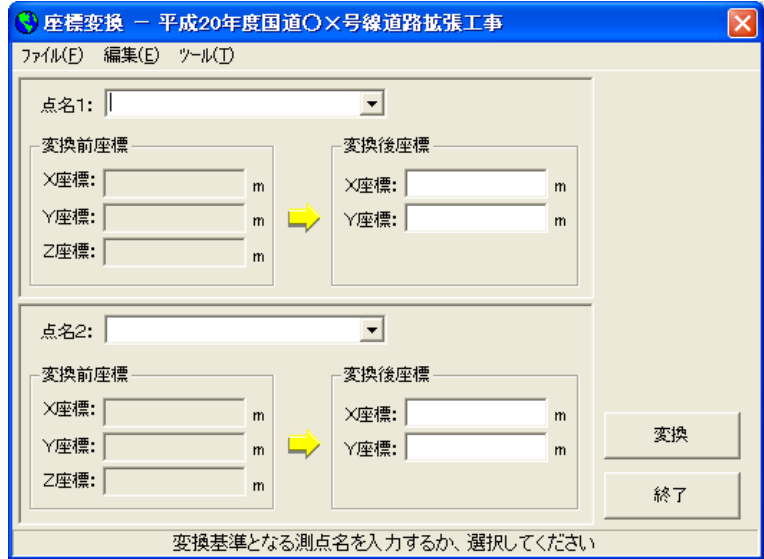 座標変換 － 平成20年度国道○×号線道路拡張工事
ファイル(F) 編集(E) ツール(T)
点名1:
変換前座標 変換後座標
X座標: m X座標: m
Y座標: m Y座標: m
Z座標: m
点名2:
変換前座標 変換後座標
X座標: m X座標: m
Y座標: m Y座標: m
変換
Z座標: m
終了
変換基準となる測点名を入力するか、選択してください